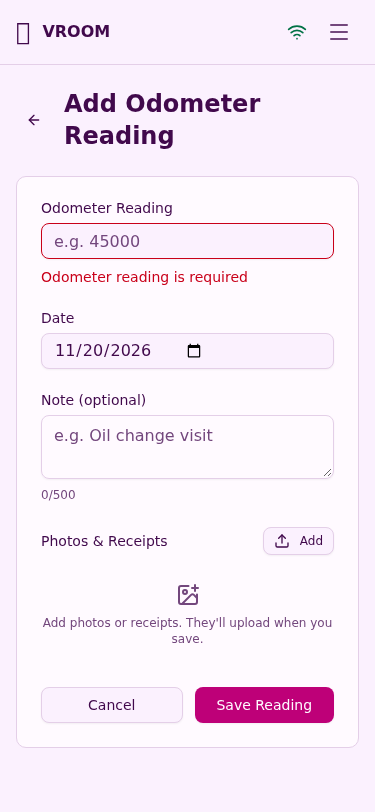 VROOM
Add Odometer
Reading
Odometer Reading
e.g. 45000
Odometer reading is required
Date
11/20/2026
Note (optional)
e.g. Oil change visit
0/500
Photos & Receipts
Add
Add photos or receipts. They'll upload when you
save.
Cancel
Save Reading